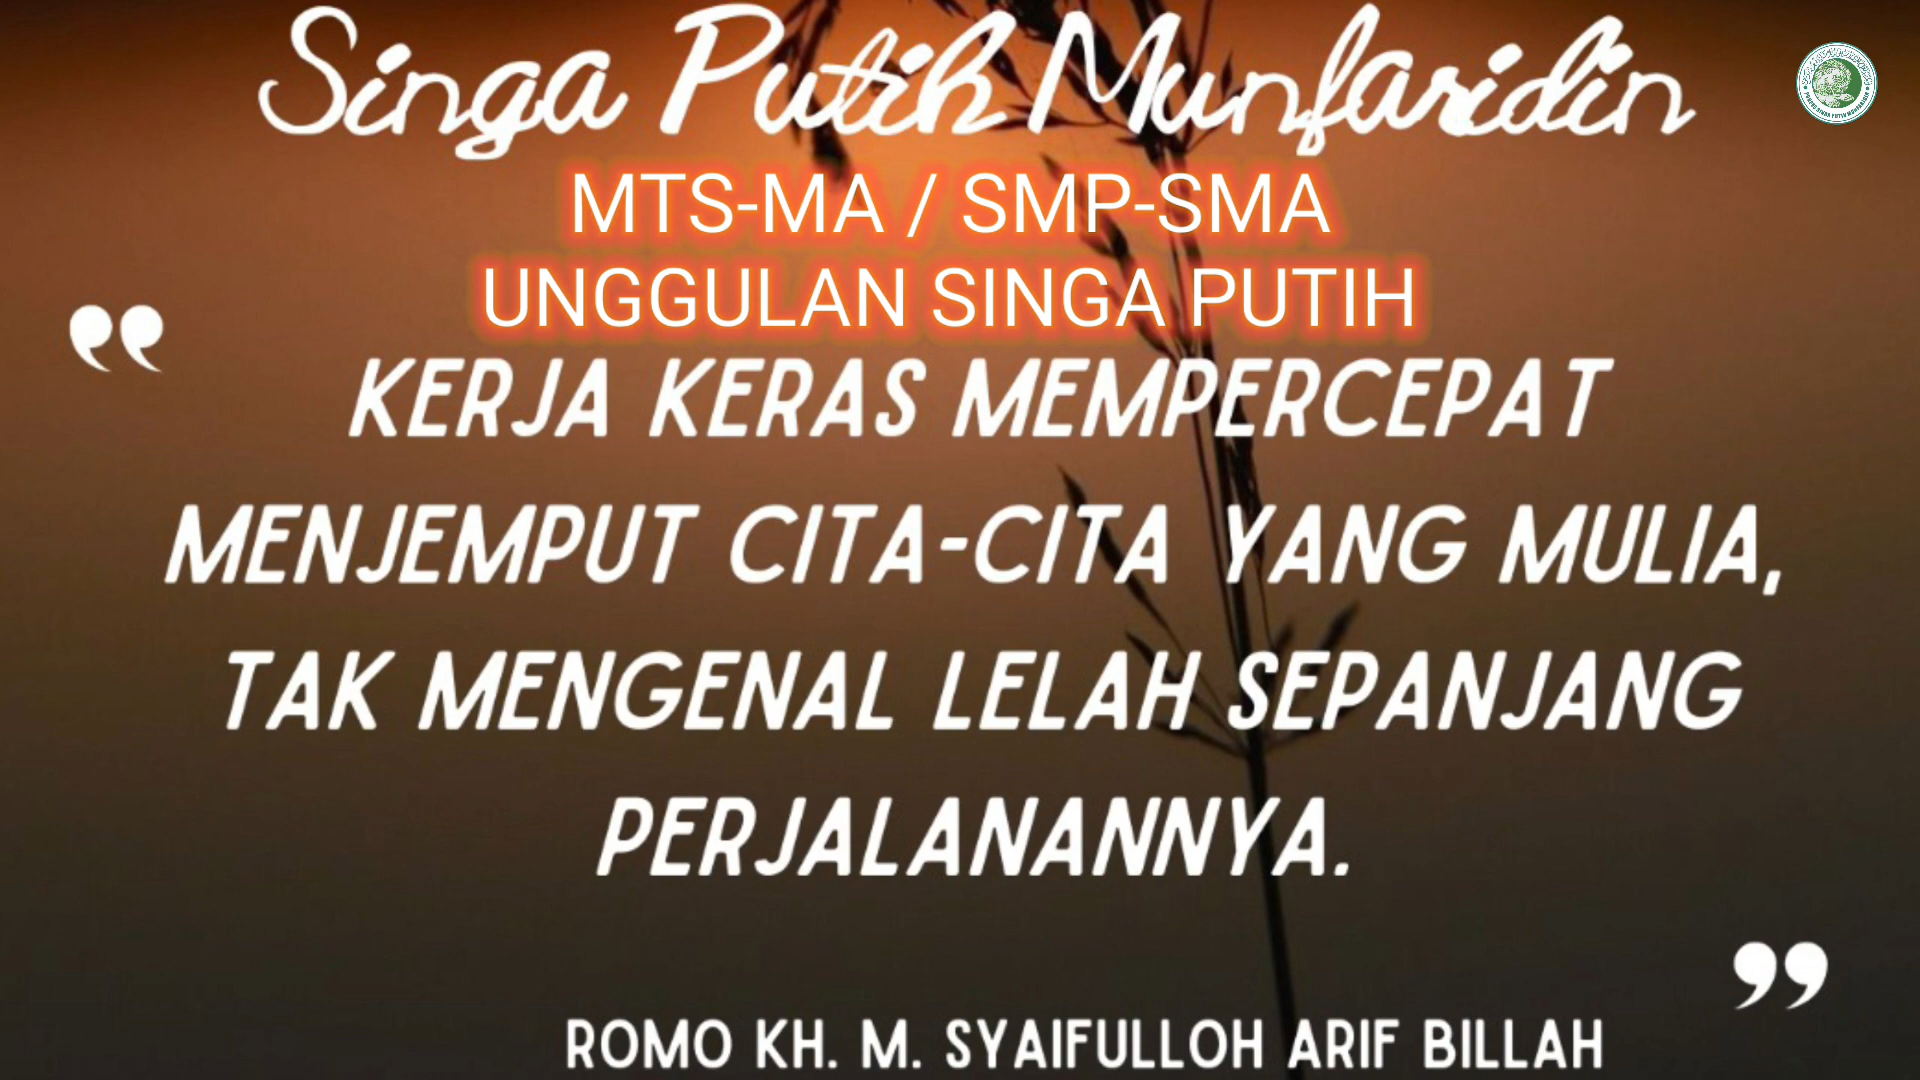 Singa Putih Munfaridin
MTS-MA / SMP-SMA
UNGGULAN SINGA PUTIH
”
KERJA KERAS MEMPERCEPAT
MENJEMPUT CITA-CITA YANG MULIA,
TAK MENGENAL LELAH SEPANJANG
PERJALANANNYA.
”
ROMO KH. M. SYAIFULLOH ARIF BILLAH